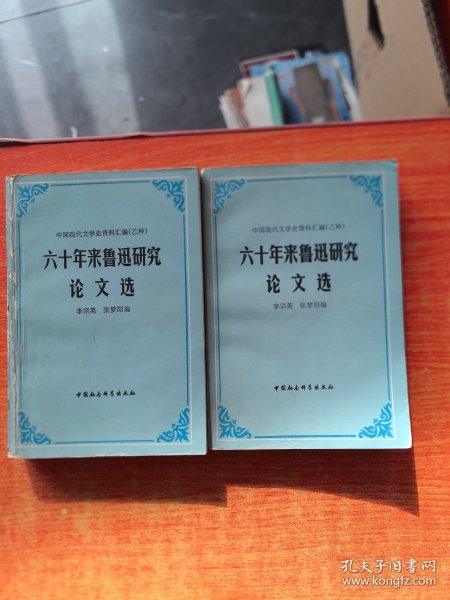 中国现代文学史资料汇编(乙种)
六十年来鲁迅研究
论文选
李宗英 张梦阳编
中国社会科学出版社
中国现代文学史资料汇编(乙种)
六十年来鲁迅研究
论文选
李宗英 张梦阳编
中国社会科学出版社
孔夫子旧书网
www.kongfz.com